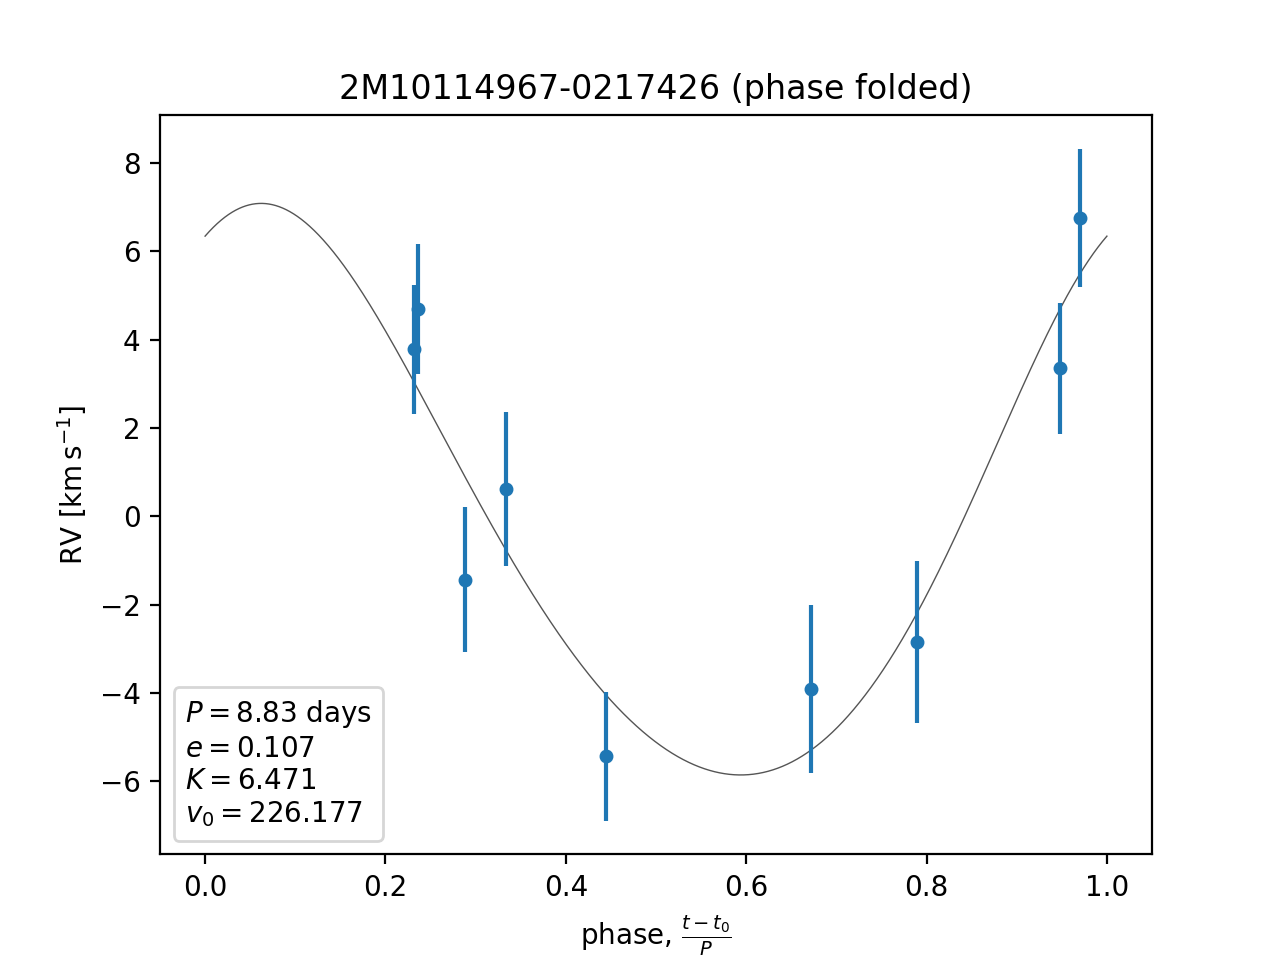 2M10114967-0217426 (phase folded)
RV [km s⁻¹]
8
6
4
2
0
−2
−4
−6
P = 8.83 days
e = 0.107
K = 6.471
v₀ = 226.177
0.0 0.2 0.4 0.6 0.8 1.0
phase, (t − t₀)/P